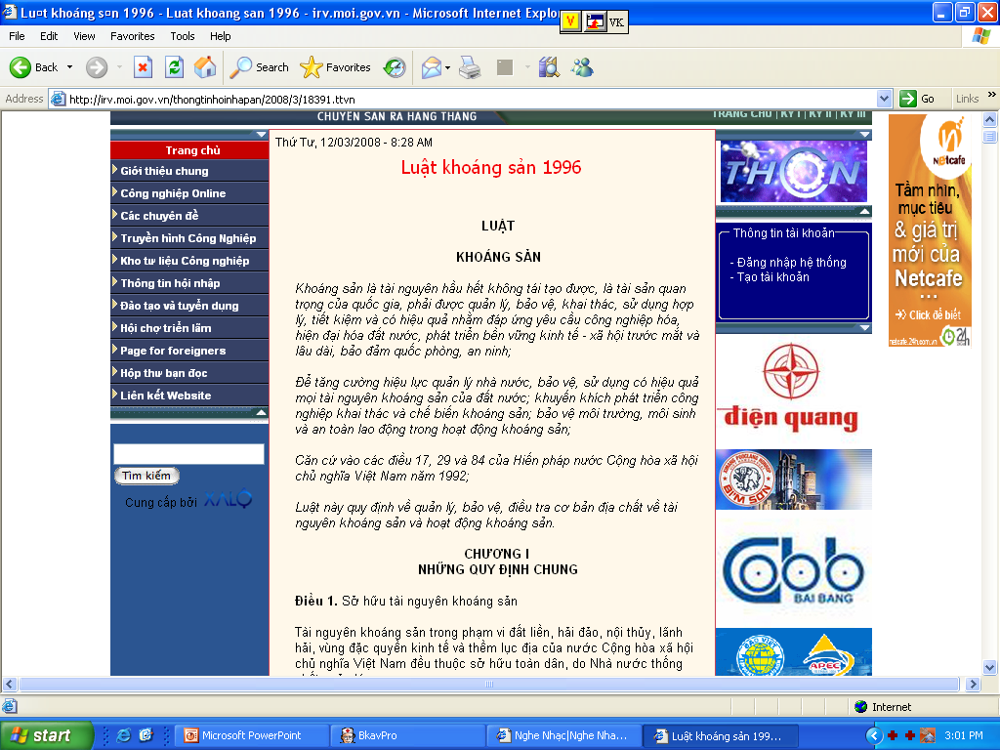 Lu¤t khoáng s¤n 1996 - Luat khoang san 1996 - irv.moi.gov.vn - Microsoft Internet Explo
V VK
File Edit View Favorites Tools Help
Back Search Favorites
Address http://irv.moi.gov.vn/thongtinhoinhapan/2008/3/18391.ttvn Go Links »
CHUYÊN SAN RA HÀNG THÁNG
TRANG CHỦ | KỲ I | KỲ II | KỲ III
Trang chủ
Giới thiệu chung
Công nghiệp Online
Các chuyên đề
Truyền hình Công Nghiệp
Kho tư liệu Công nghiệp
Thông tin hội nhập
Đào tạo và tuyển dụng
Hội chợ triển lãm
Page for foreigners
Hộp thư bạn đọc
Liên kết Website
Tìm kiếm
Cung cấp bởi XALO
Thứ Tư, 12/03/2008 - 8:28 AM
Luật khoáng sản 1996
LUẬT
KHOÁNG SẢN
Khoáng sản là tài nguyên hầu hết không tái tạo được, là tài sản quan
trọng của quốc gia, phải được quản lý, bảo vệ, khai thác, sử dụng hợp
lý, tiết kiệm và có hiệu quả nhằm đáp ứng yêu cầu công nghiệp hóa,
hiện đại hóa đất nước, phát triển bền vững kinh tế - xã hội trước mắt và
lâu dài, bảo đảm quốc phòng, an ninh;
Để tăng cường hiệu lực quản lý nhà nước, bảo vệ, sử dụng có hiệu quả
mọi tài nguyên khoáng sản của đất nước; khuyến khích phát triển công
nghiệp khai thác và chế biến khoáng sản; bảo vệ môi trường, môi sinh
và an toàn lao động trong hoạt động khoáng sản;
Căn cứ vào các điều 17, 29 và 84 của Hiến pháp nước Cộng hòa xã hội
chủ nghĩa Việt Nam năm 1992;
Luật này quy định về quản lý, bảo vệ, điều tra cơ bản địa chất về tài
nguyên khoáng sản và hoạt động khoáng sản.
CHƯƠNG I
NHỮNG QUY ĐỊNH CHUNG
Điều 1. Sở hữu tài nguyên khoáng sản
Tài nguyên khoáng sản trong phạm vi đất liền, hải đảo, nội thủy, lãnh
hải, vùng đặc quyền kinh tế và thềm lục địa của nước Cộng hòa xã hội
chủ nghĩa Việt Nam đều thuộc sở hữu toàn dân, do Nhà nước thống
THON
Thông tin tài khoản
- Đăng nhập hệ thống
- Tạo tài khoản
điện quang
BỈM SƠN
Cabb
BAI BANG
BẢO VIỆT
APEC
Netcafe
Tầm nhìn,
mục tiêu
& giá trị
mới của
Netcafe
...
Click để biết
netcafe.24h.com.vn 24h
Internet
start Microsoft PowerPoint BkavPro Nghe Nhạc|Nghe Nha... Luật khoáng sản 199... 3:01 PM